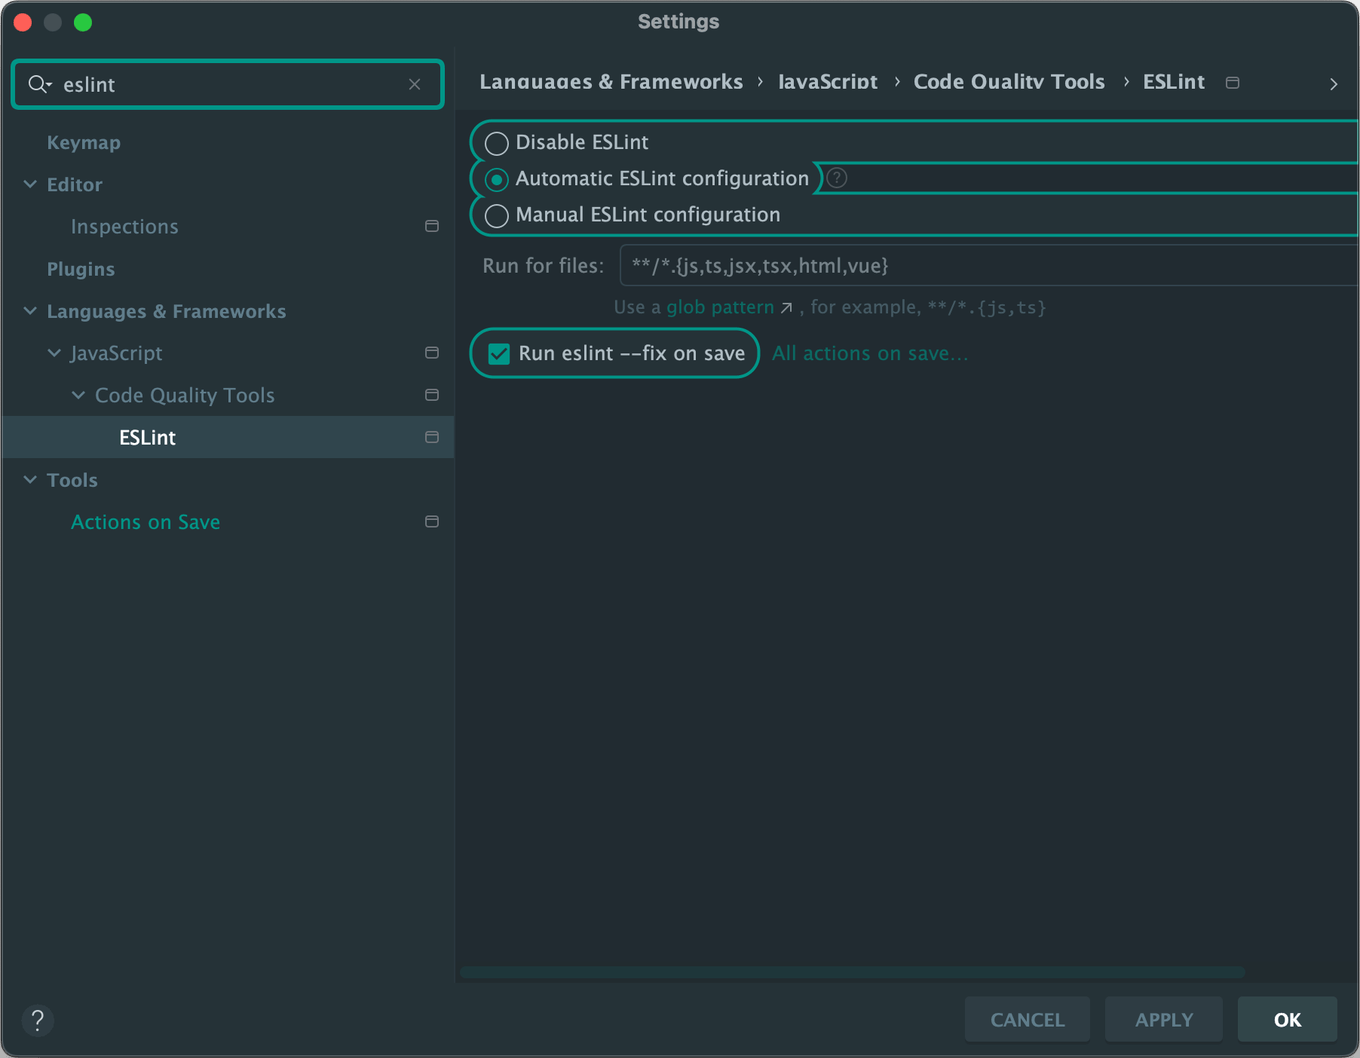 Settings
eslint
Keymap
Editor
Inspections
Plugins
Languages & Frameworks
JavaScript
Code Quality Tools
ESLint
Tools
Actions on Save
Languages & Frameworks › JavaScript › Code Quality Tools › ESLint
Disable ESLint
Automatic ESLint configuration ?
Manual ESLint configuration
Run for files: **/*.{js,ts,jsx,tsx,html,vue}
Use a glob pattern ↗ , for example, **/*.{js,ts}
Run eslint --fix on save All actions on save...
? CANCEL APPLY OK